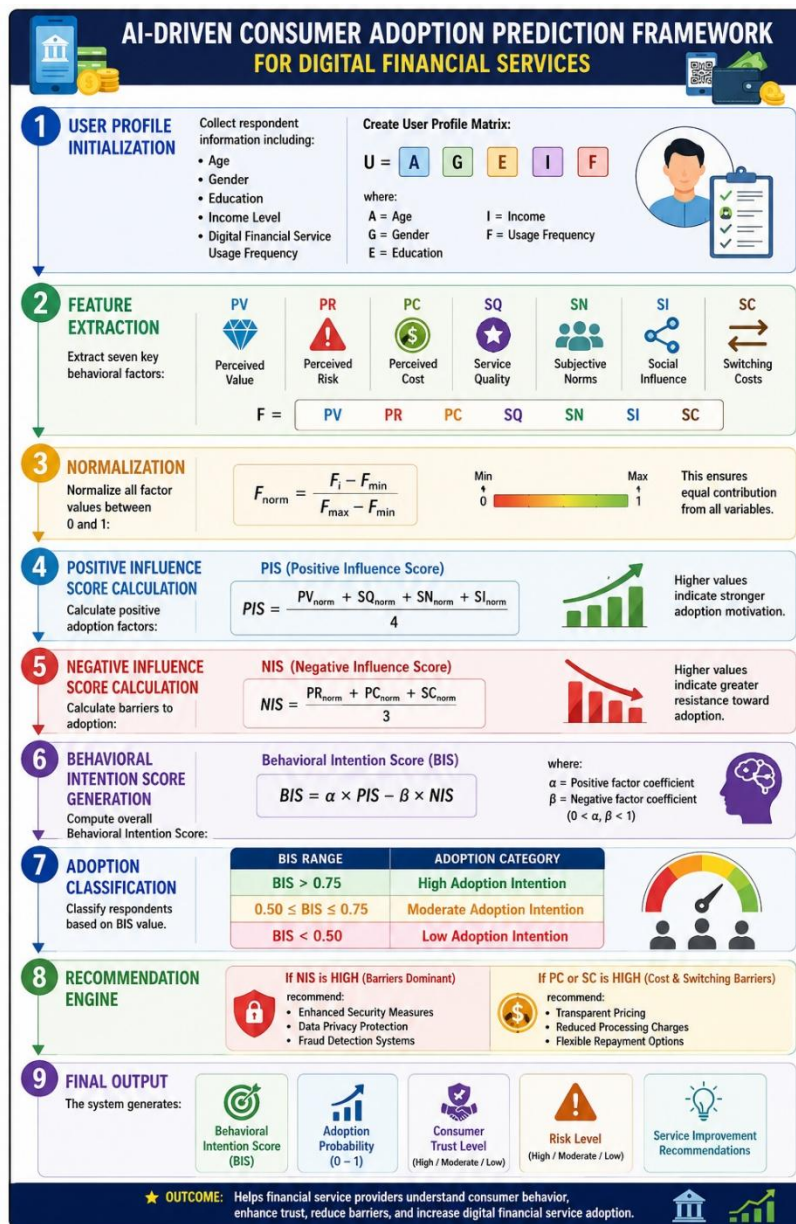 AI-DRIVEN CONSUMER ADOPTION PREDICTION FRAMEWORK
FOR DIGITAL FINANCIAL SERVICES
1 USER PROFILE
INITIALIZATION
Collect respondent
information including:
• Age
• Gender
• Education
• Income Level
• Digital Financial Service
Usage Frequency
Create User Profile Matrix:
U = A G E I F
where:
A = Age
G = Gender
E = Education
I = Income
F = Usage Frequency
2 FEATURE
EXTRACTION
Extract seven key
behavioral factors:
PV
Perceived
Value
PR
Perceived
Risk
PC
Perceived
Cost
SQ
Service
Quality
SN
Subjective
Norms
SI
Social
Influence
SC
Switching
Costs
F = PV PR PC SQ SN SI SC
3 NORMALIZATION
Normalize all factor
values between
0 and 1:
F_norm = (F_i − F_min) / (F_max − F_min)
Min
0
Max
1
This ensures
equal contribution
from all variables.
4 POSITIVE INFLUENCE
SCORE CALCULATION
Calculate positive
adoption factors:
PIS (Positive Influence Score)
PIS = (PV_norm + SQ_norm + SN_norm + SI_norm) / 4
Higher values
indicate stronger
adoption motivation.
5 NEGATIVE INFLUENCE
SCORE CALCULATION
Calculate barriers to
adoption:
NIS (Negative Influence Score)
NIS = (PR_norm + PC_norm + SC_norm) / 3
Higher values
indicate greater
resistance toward
adoption.
6 BEHAVIORAL
INTENTION SCORE
GENERATION
Compute overall
Behavioral Intention Score:
Behavioral Intention Score (BIS)
BIS = α × PIS − β × NIS
where:
α = Positive factor coefficient
β = Negative factor coefficient
(0 < α, β < 1)
7 ADOPTION
CLASSIFICATION
Classify respondents
based on BIS value.
BIS RANGE ADOPTION CATEGORY
BIS > 0.75 High Adoption Intention
0.50 ≤ BIS ≤ 0.75 Moderate Adoption Intention
BIS < 0.50 Low Adoption Intention
8 RECOMMENDATION
ENGINE
If NIS is HIGH (Barriers Dominant)
recommend:
• Enhanced Security Measures
• Data Privacy Protection
• Fraud Detection Systems
If PC or SC is HIGH (Cost & Switching Barriers)
recommend:
• Transparent Pricing
• Reduced Processing Charges
• Flexible Repayment Options
9 FINAL OUTPUT
The system generates:
Behavioral
Intention Score
(BIS)
Adoption
Probability
(0 – 1)
Consumer
Trust Level
(High / Moderate / Low)
Risk Level
(High / Moderate / Low)
Service Improvement
Recommendations
★ OUTCOME: Helps financial service providers understand consumer behavior,
enhance trust, reduce barriers, and increase digital financial service adoption.